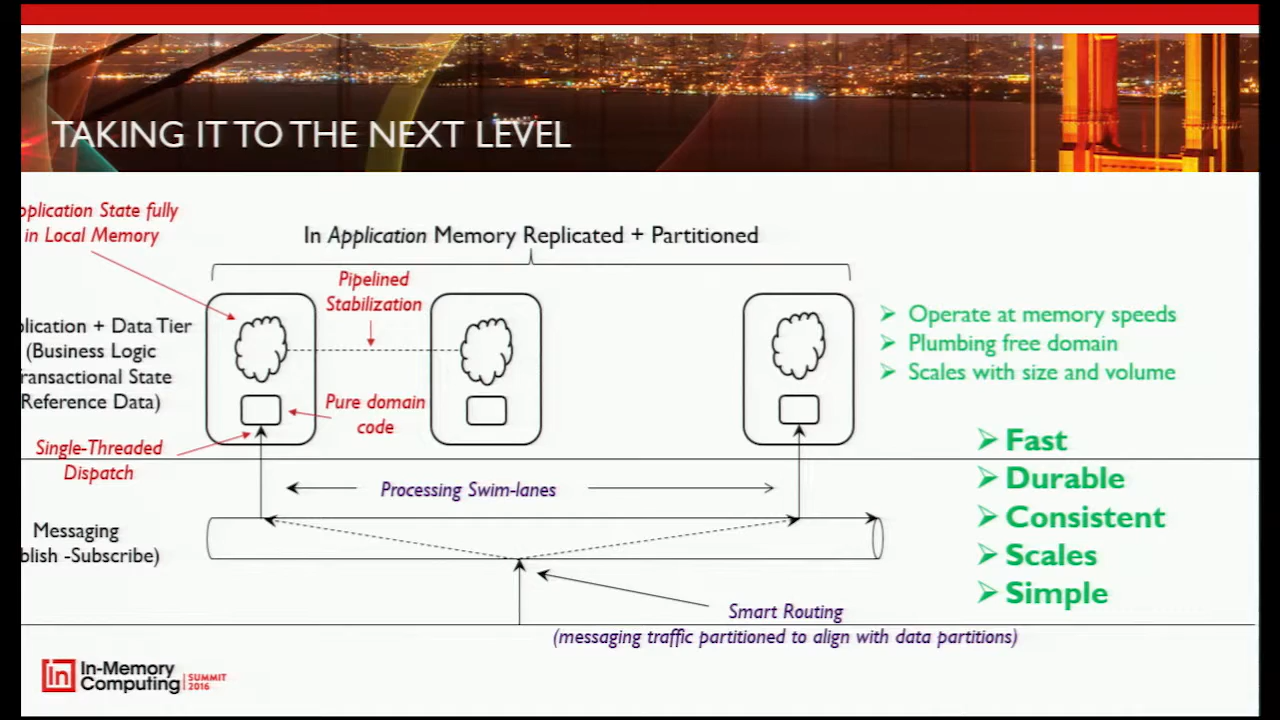 TAKING IT TO THE NEXT LEVEL
pplication State fully
in Local Memory
In Application Memory Replicated + Partitioned
Pipelined
Stabilization
plication + Data Tier
(Business Logic
ransactional State
Reference Data)
Pure domain
code
Single-Threaded
Dispatch
➢ Operate at memory speeds
➢ Plumbing free domain
➢ Scales with size and volume
➢ Fast
➢ Durable
➢ Consistent
➢ Scales
➢ Simple
Processing Swim-lanes
Messaging
blish -Subscribe)
Smart Routing
(messaging traffic partitioned to align with data partitions)
In
In-Memory
Computing
SUMMIT
2016